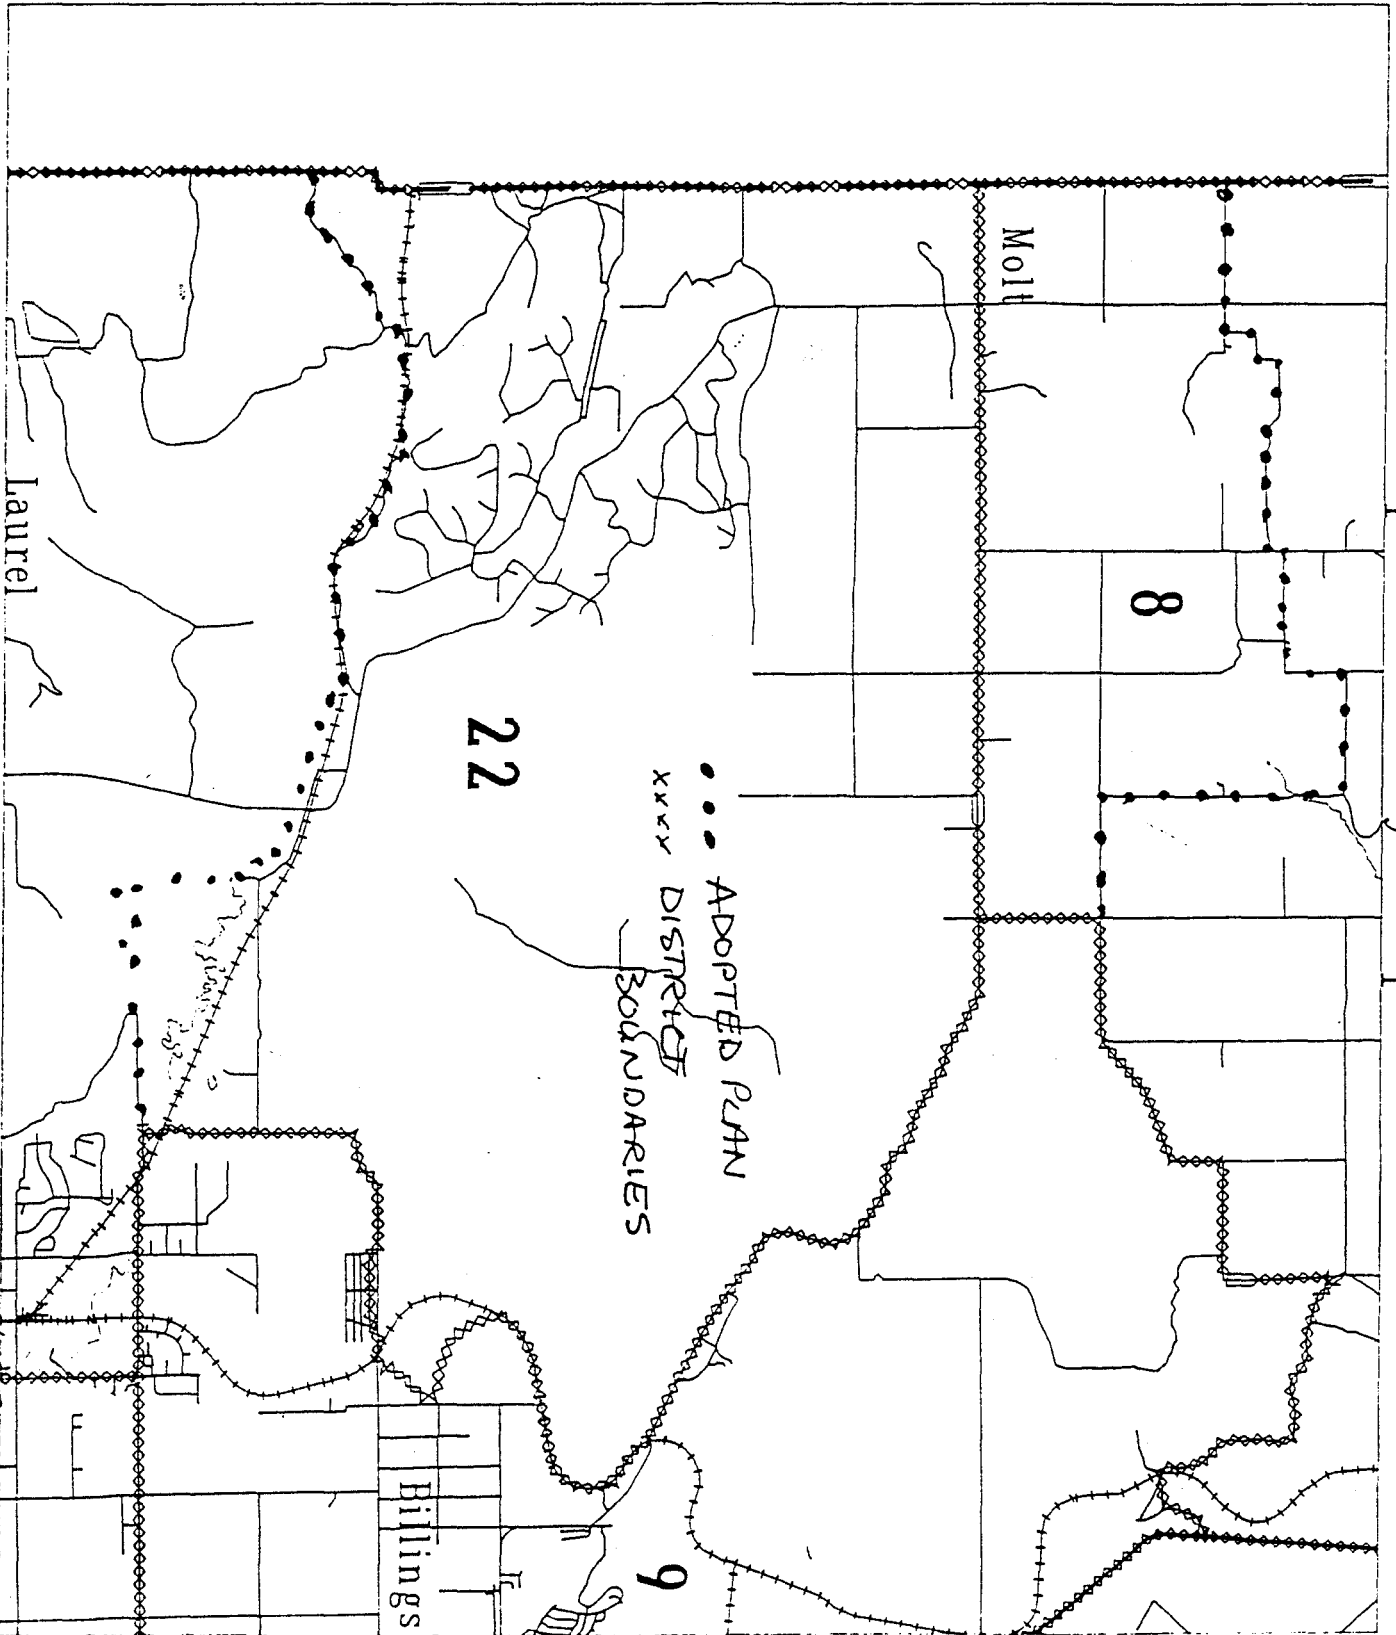 Molt
8
Laurel
22
••• ADOPTED PLAN
xxxx DISTRICT
BOUNDARIES
Billings
9